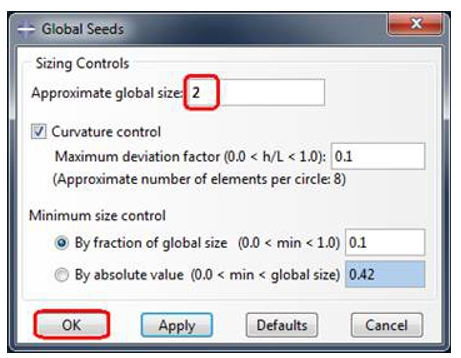 Global Seeds
Sizing Controls
Approximate global size: 2
Curvature control
Maximum deviation factor (0.0 < h/L < 1.0): 0.1
(Approximate number of elements per circle: 8)
Minimum size control
By fraction of global size (0.0 < min < 1.0) 0.1
By absolute value (0.0 < min < global size) 0.42
OK Apply Defaults Cancel